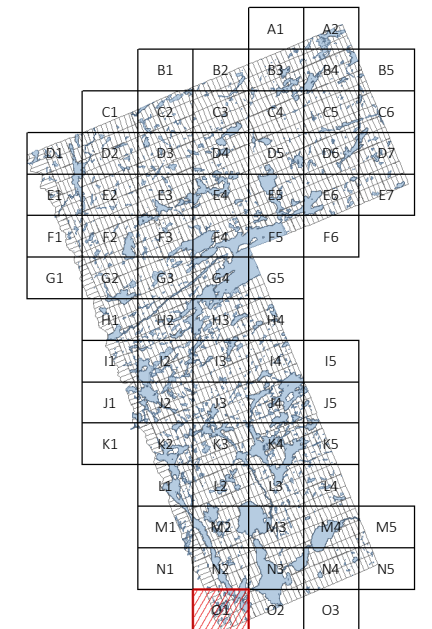 A1 A2
B1 B2 B3 B4 B5
C1 C2 C3 C4 C5 C6
D1 D2 D3 D4 D5 D6 D7
E1 E2 E3 E4 E5 E6 E7
F1 F2 F3 F4 F5 F6
G1 G2 G3 G4 G5
H1 H2 H3 H4
I1 I2 I3 I4 I5
J1 J2 J3 J4 J5
K1 K2 K3 K4 K5
L1 L2 L3 L4
M1 M2 M3 M4 M5
N1 N2 N3 N4 N5
O1 O2 O3